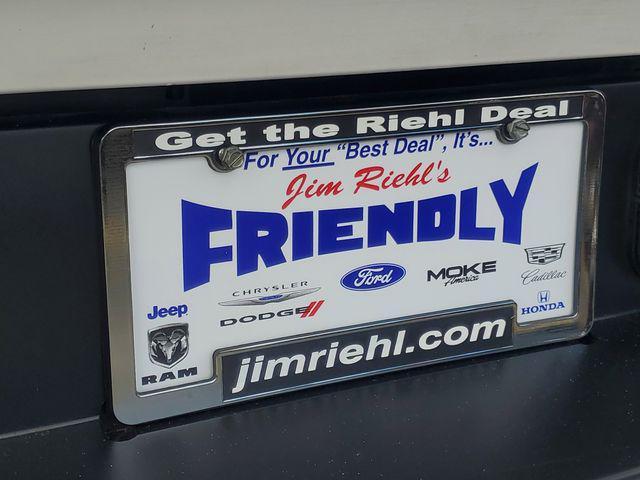 Get the Riehl Deal
For Your "Best Deal", It's...
Jim Riehl's
FRIENDLY
CHRYSLER
Ford
MOKE
America
Cadillac
Jeep
DODGE
HONDA
RAM
jimriehl.com